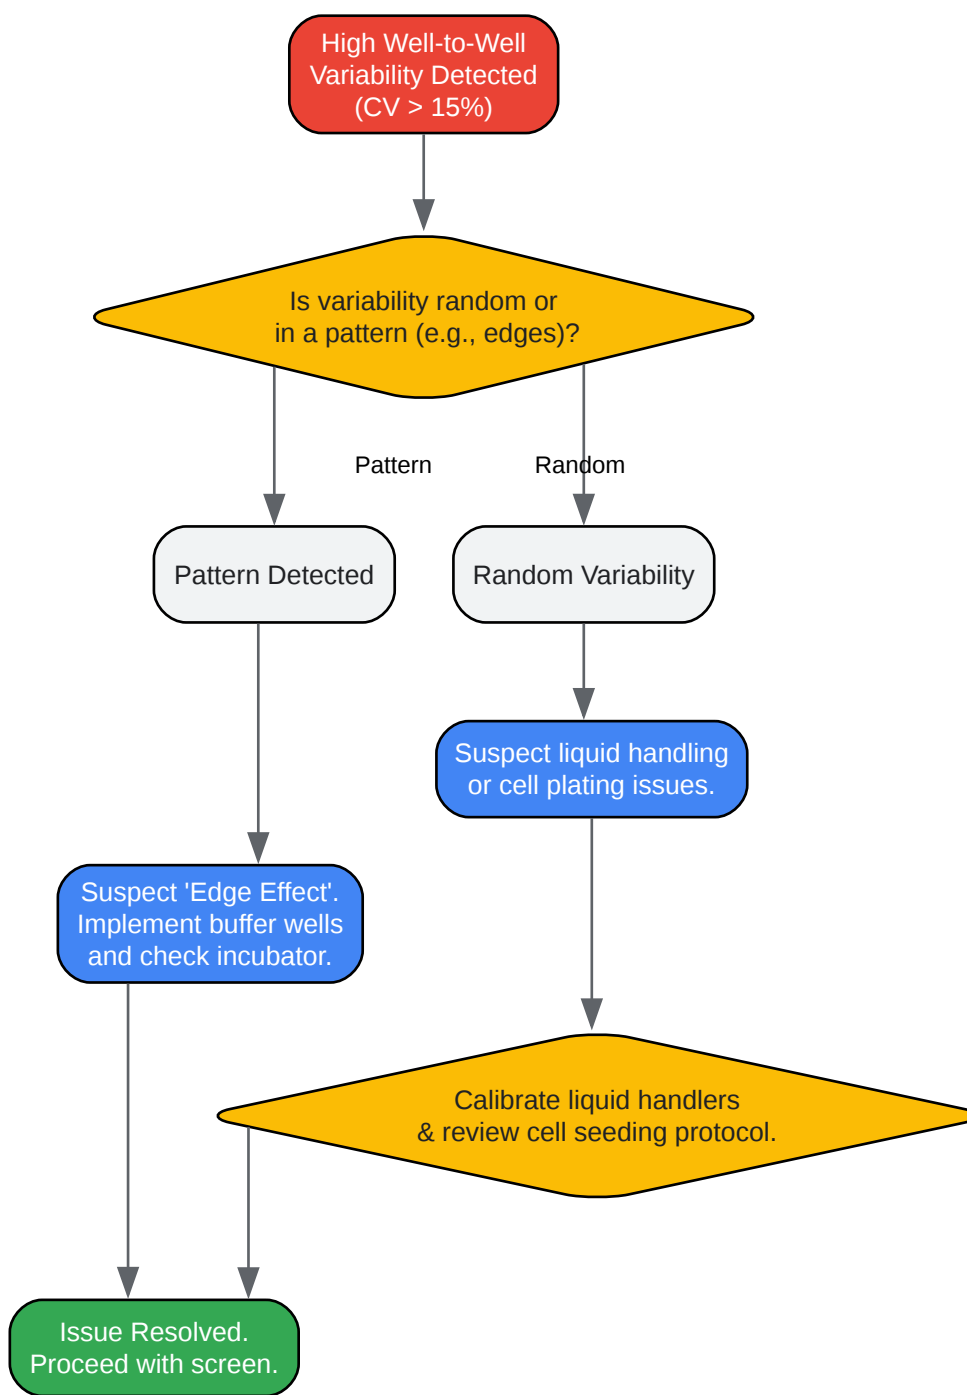 High Well-to-Well
Variability Detected
(CV > 15%)
Is variability random or
in a pattern (e.g., edges)?
Pattern
Random
Pattern Detected
Random Variability
Suspect liquid handling
or cell plating issues.
Suspect 'Edge Effect'.
Implement buffer wells
and check incubator.
Calibrate liquid handlers
& review cell seeding protocol.
Issue Resolved.
Proceed with screen.